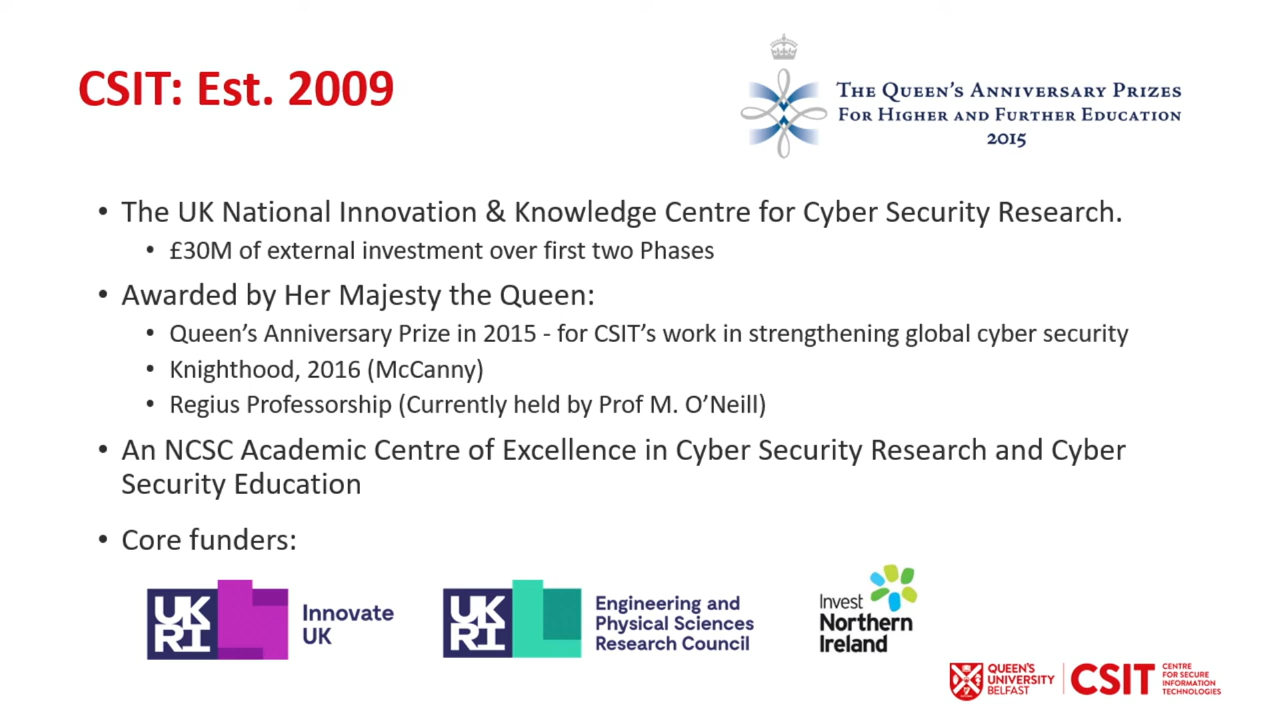 CSIT: Est. 2009
THE QUEEN'S ANNIVERSARY PRIZES
FOR HIGHER AND FURTHER EDUCATION
2015
• The UK National Innovation & Knowledge Centre for Cyber Security Research.
• £30M of external investment over first two Phases
• Awarded by Her Majesty the Queen:
• Queen's Anniversary Prize in 2015 - for CSIT's work in strengthening global cyber security
• Knighthood, 2016 (McCanny)
• Regius Professorship (Currently held by Prof M. O'Neill)
• An NCSC Academic Centre of Excellence in Cyber Security Research and Cyber
Security Education
• Core funders:
UK
RI
Innovate
UK
UK
RI
Engineering and
Physical Sciences
Research Council
Invest
Northern
Ireland
QUEEN'S
UNIVERSITY
BELFAST
CSIT
CENTRE
FOR SECURE
INFORMATION
TECHNOLOGIES